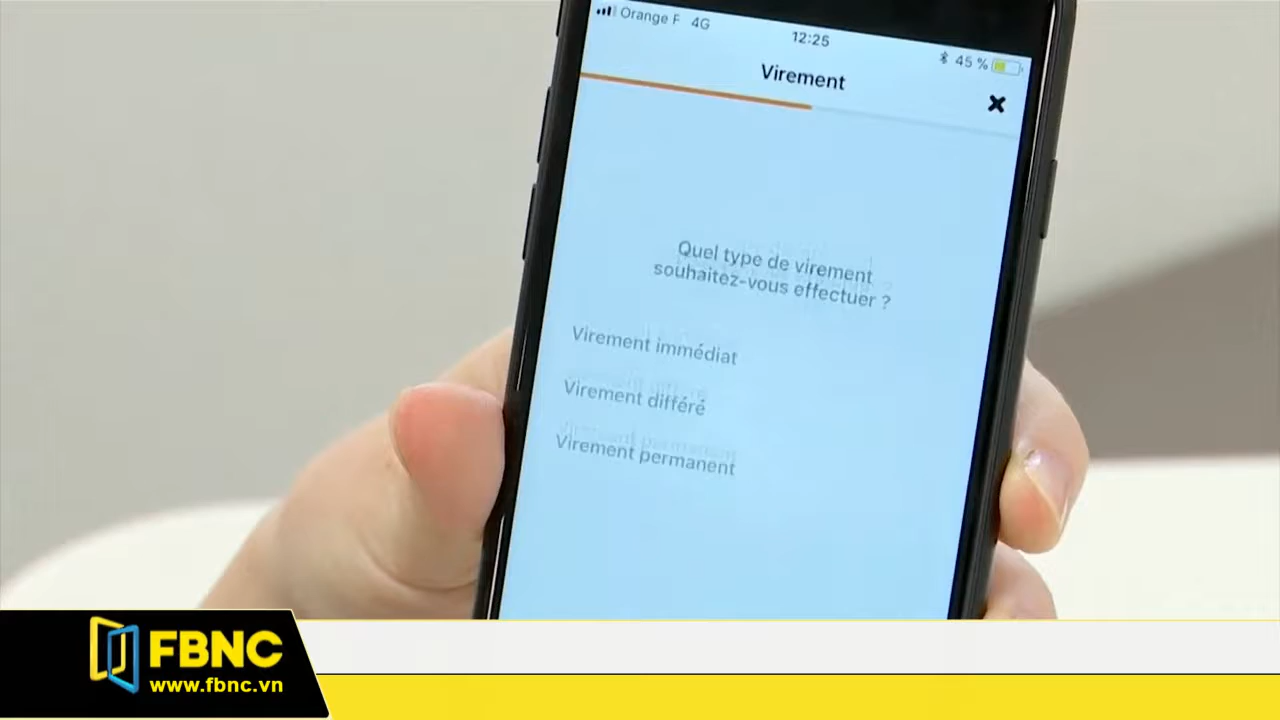 Orange F 4G
12:25
45 %
Virement
Quel type de virement
souhaitez-vous effectuer ?
Virement immédiat
Virement différé
Virement permanent
FBNC
www.fbnc.vn